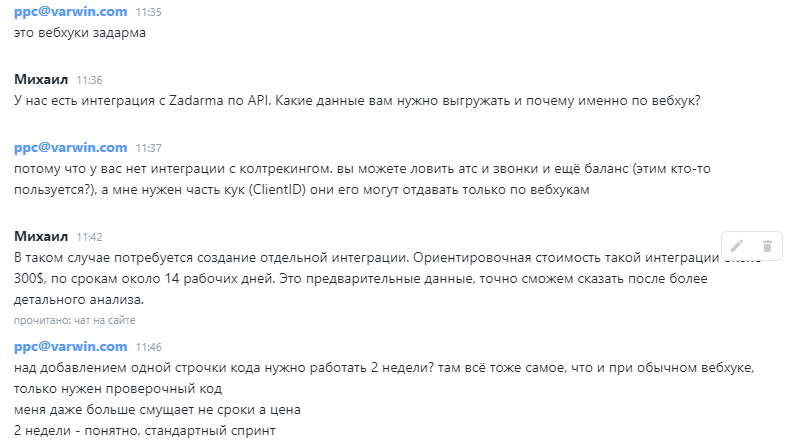 ppc@varwin.com 11:35
это вебхуки задарма
Михаил 11:36
У нас есть интеграция с Zadarma по API. Какие данные вам нужно выгружать и почему именно по вебхук?
ppc@varwin.com 11:37
потому что у вас нет интеграции с колтрекингом. вы можете ловить атс и звонки и ещё баланс (этим кто-то
пользуется?), а мне нужен часть кук (ClientID) они его могут отдавать только по вебхукам
Михаил 11:42
В таком случае потребуется создание отдельной интеграции. Ориентировочная стоимость такой интеграции
300$, по срокам около 14 рабочих дней. Это предварительные данные, точно сможем сказать после более
детального анализа.
прочитано: чат на сайте
ppc@varwin.com 11:46
над добавлением одной строчки кода нужно работать 2 недели? там всё тоже самое, что и при обычном вебхуке,
только нужен проверочный код
меня даже больше смущает не сроки а цена
2 недели - понятно, стандартный спринт